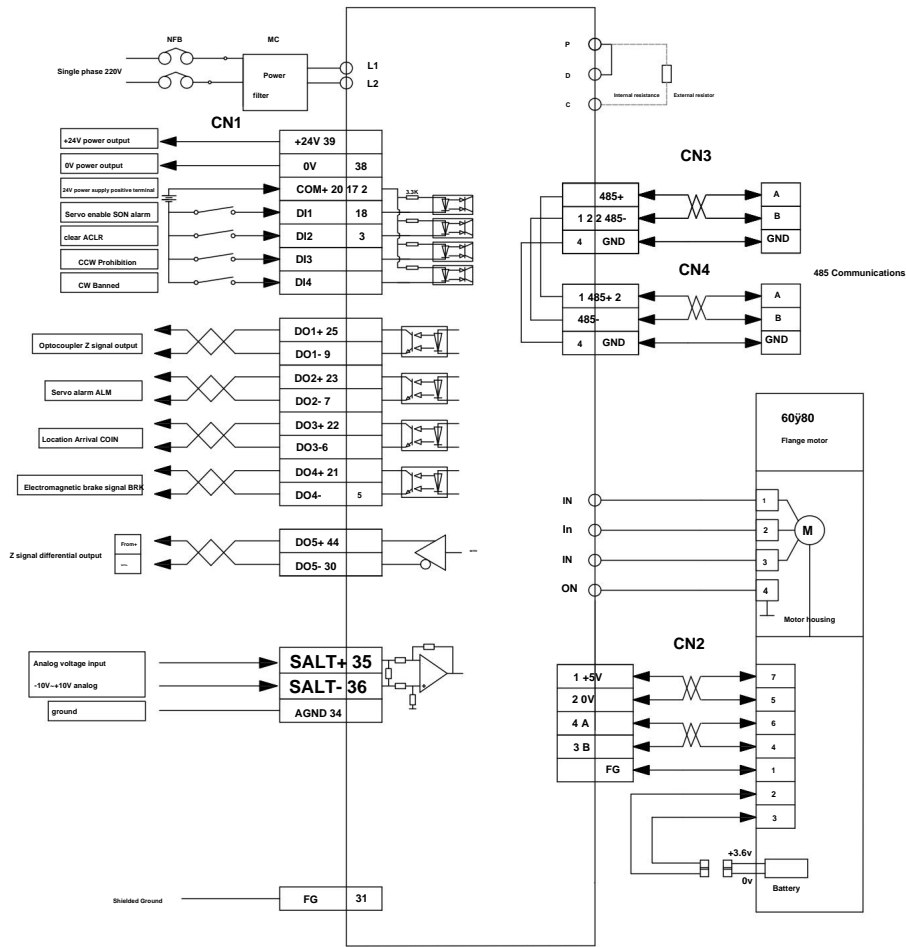 NFB
MC
Single phase 220V
Power
filter
L1
L2
P
D
C
Internal resistance
External resistor
CN1
+24V power output
+24V 39
0V power output
0V 38
24V power supply positive terminal
COM+ 20 17 2
3.3K
Servo enable SON alarm
DI1 18
clear ACLR
DI2 3
CCW Prohibition
DI3
CW Banned
DI4
CN3
485+
A
1 2 2 485-
B
4 GND
GND
CN4
485 Communications
1 485+ 2
A
485-
B
4 GND
GND
Optocoupler Z signal output
DO1+ 25
DO1- 9
Servo alarm ALM
DO2+ 23
DO2- 7
Location Arrival COIN
DO3+ 22
DO3-6
Electromagnetic brake signal BRK
DO4+ 21
DO4- 5
Z signal differential output
From+
DO5+ 44
DO5- 30
60ÿ80
Flange motor
IN
1
In
2
M
IN
3
ON
4
Motor housing
Analog voltage input
SALT+ 35
-10V~+10V analog
SALT- 36
ground
AGND 34
CN2
1 +5V
7
2 0V
5
4 A
6
3 B
4
FG
1
2
3
+3.6v
0v
Battery
Shielded Ground
FG 31